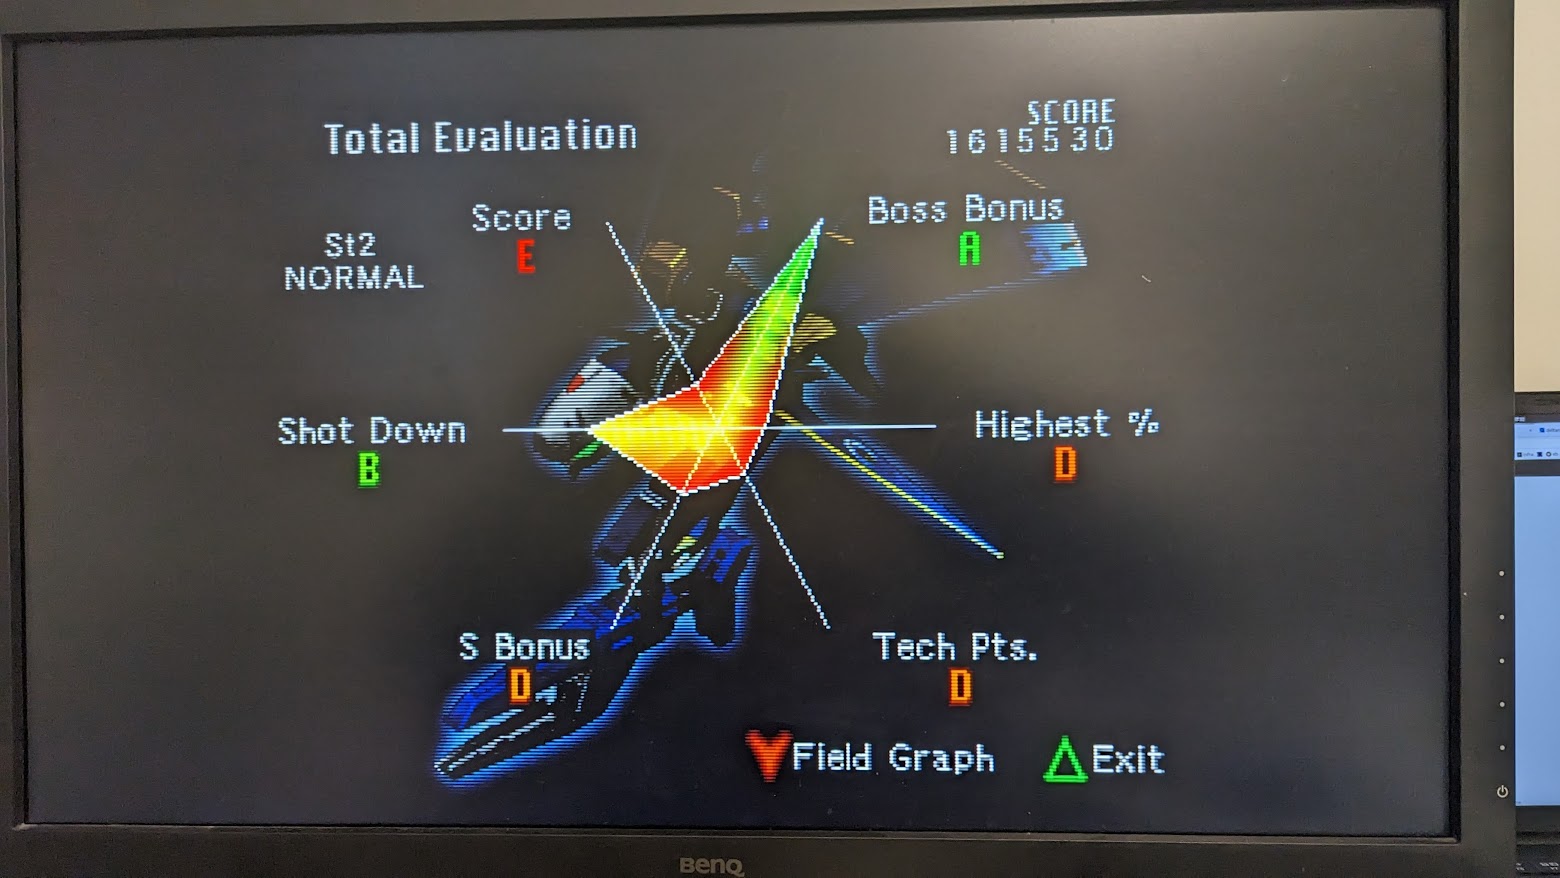 Total Evaluation
SCORE
1615530
Score
E
Boss Bonus
A
St2
NORMAL
Shot Down
B
Highest %
D
S Bonus
D
Tech Pts.
D
Field Graph
Exit
BenQ